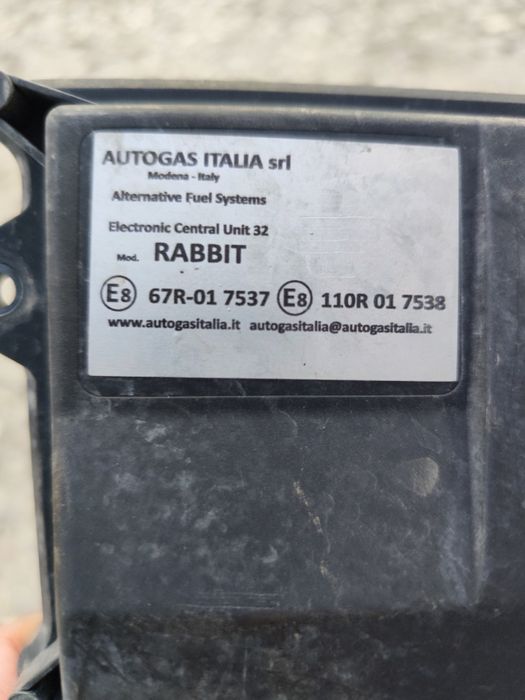 AUTOGAS ITALIA srl
Modena - Italy
Alternative Fuel Systems
Electronic Central Unit 32
Mod. RABBIT
E8 67R-01 7537 E8 110R 01 7538
www.autogasitalia.it autogasitalia@autogasitalia.it